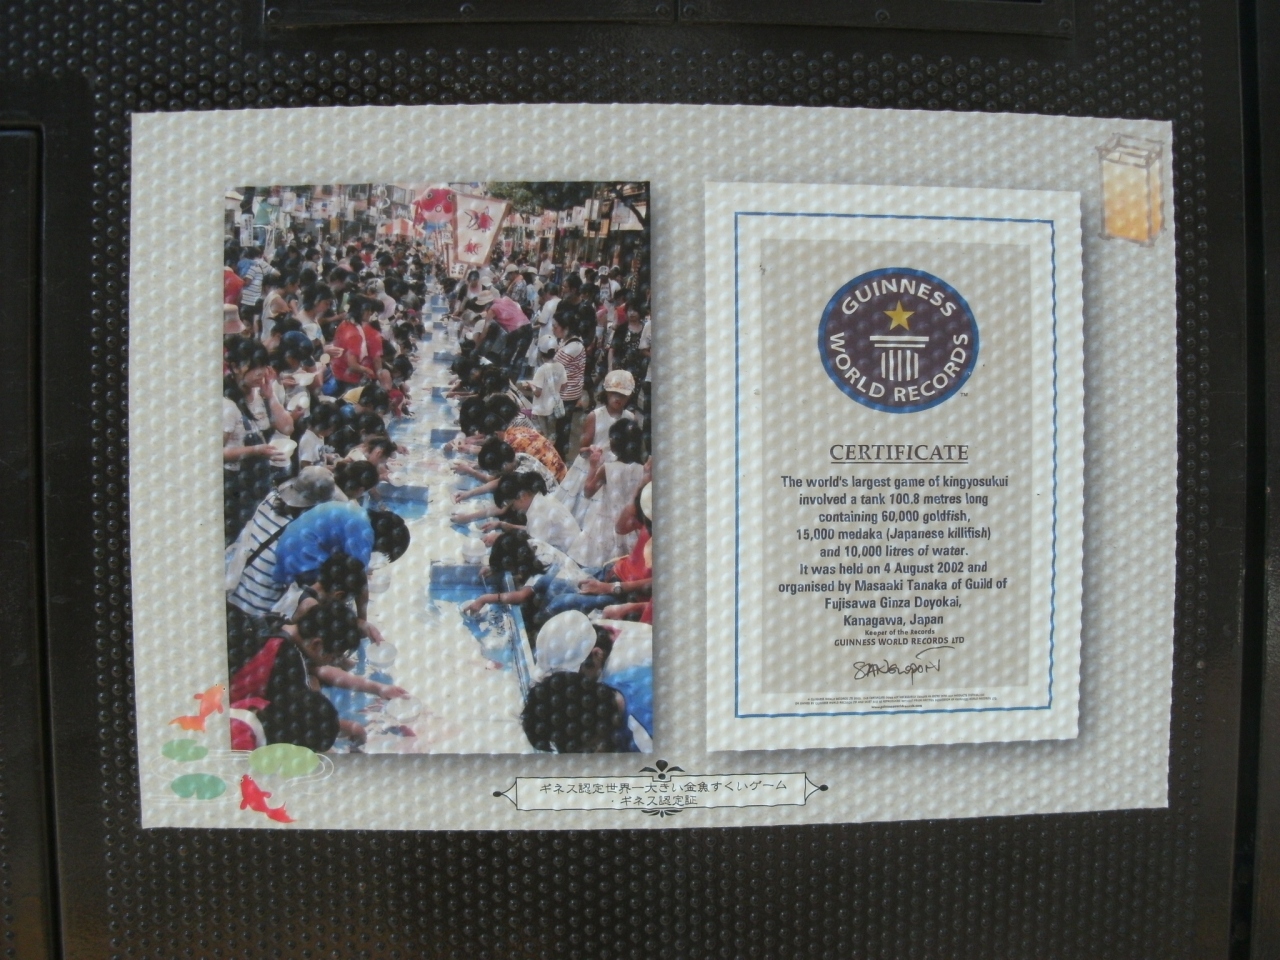 GUINNESS
WORLD RECORDS
TM
CERTIFICATE
The world's largest game of kingyosukui
involved a tank 100.8 metres long
containing 60,000 goldfish,
15,000 medaka (Japanese killifish)
and 10,000 litres of water.
It was held on 4 August 2002 and
organised by Masaaki Tanaka of Guild of
Fujisawa Ginza Doyokai,
Kanagawa, Japan
Keeper of the Records
GUINNESS WORLD RECORDS LTD
ギネス認定世界一大きい金魚すくいゲーム
・ギネス認定証